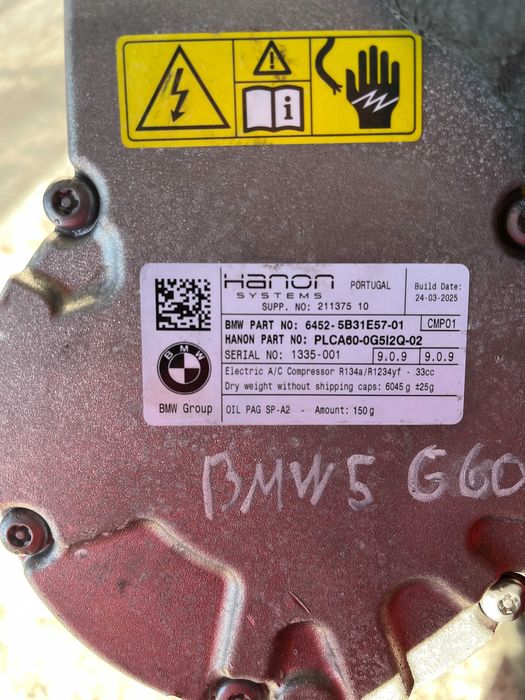 Hanon
SYSTEMS
PORTUGAL
SUPP. NO: 211375 10
Build Date:
24-03-2025
BMW PART NO: 6452-5B31E57-01 CMP01
HANON PART NO: PLCA60-0G5I2Q-02
SERIAL NO: 1335-001 9.0.9 9.0.9
BMW
BMW Group
Electric A/C Compressor R134a/R1234yf - 33cc
Dry weight without shipping caps: 6045g ±25g
OIL PAG SP-A2 - Amount: 150g
BMW5 G60